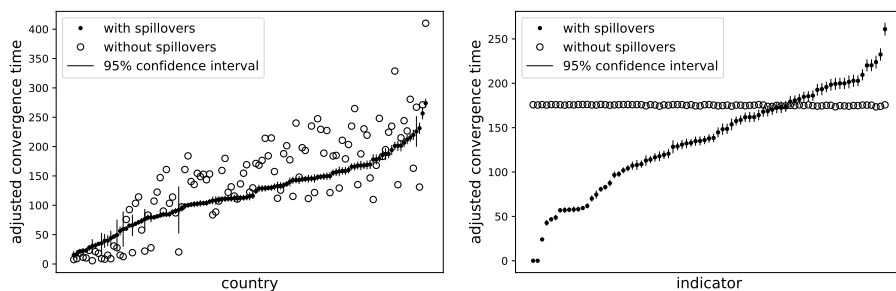 with spillovers
without spillovers
95% confidence interval
adjusted convergence time
400
350
300
250
200
150
100
50
0
country
with spillovers
without spillovers
95% confidence interval
adjusted convergence time
250
200
150
100
50
0
indicator